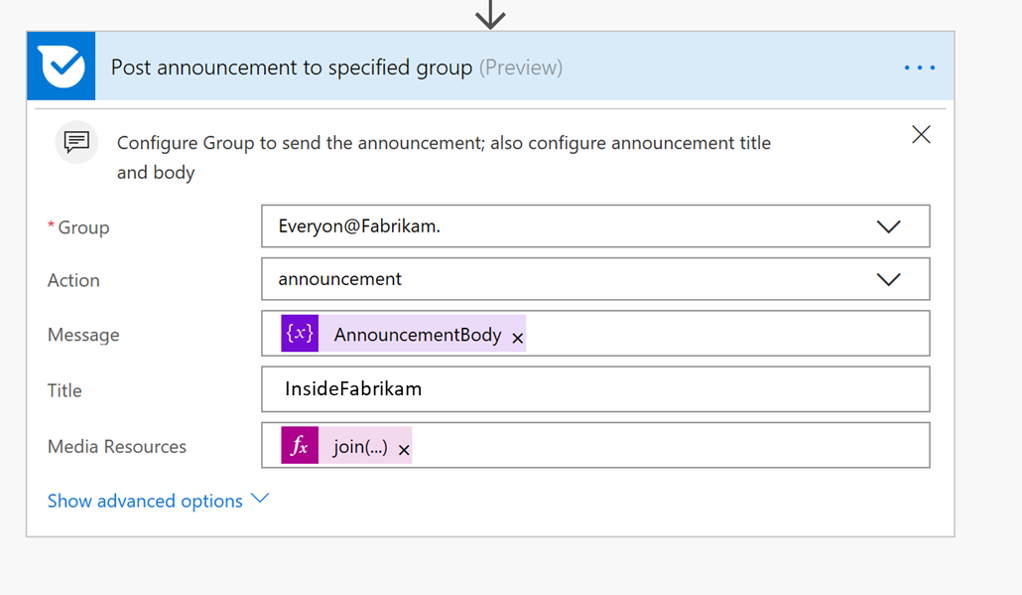 Post announcement to specified group (Preview)
Configure Group to send the announcement; also configure announcement title
and body
* Group
Everyon@Fabrikam.
Action
announcement
Message
{x} AnnouncementBody ×
Title
InsideFabrikam
Media Resources
fx join(...) ×
Show advanced options